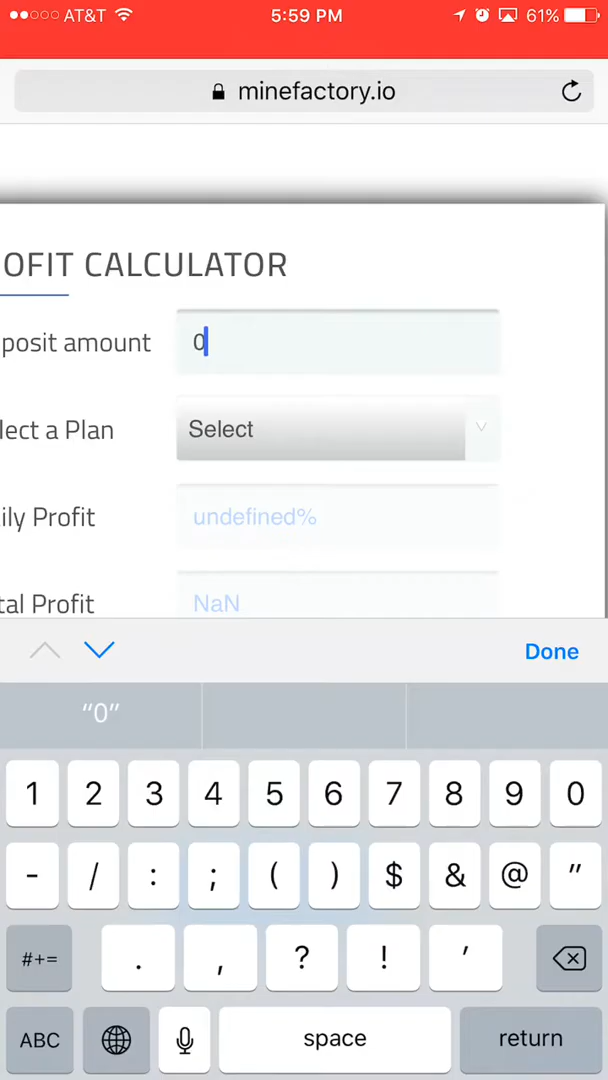 AT&T 5:59 PM 61%
minefactory.io
OFIT CALCULATOR
posit amount 0
lect a Plan Select
ily Profit undefined%
tal Profit NaN
Done
“0”
1 2 3 4 5 6 7 8 9 0
- / : ; ( ) $ & @ "
#+= . , ? ! '
ABC space return